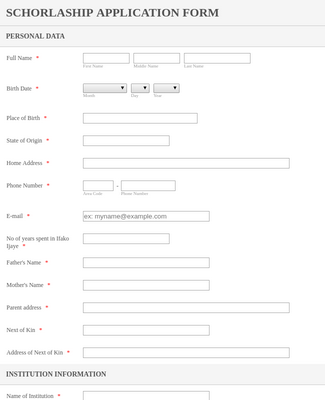 SCHORLASHIP APPLICATION FORM
PERSONAL DATA
Full Name *
First Name Middle Name Last Name
Birth Date *
Month Day Year
Place of Birth *
State of Origin *
Home Address *
Phone Number * -
Area Code Phone Number
E-mail * ex: myname@example.com
No of years spent in Ifako
Ijaye *
Father's Name *
Mother's Name *
Parent address *
Next of Kin *
Address of Next of Kin *
INSTITUTION INFORMATION
Name of Institution *